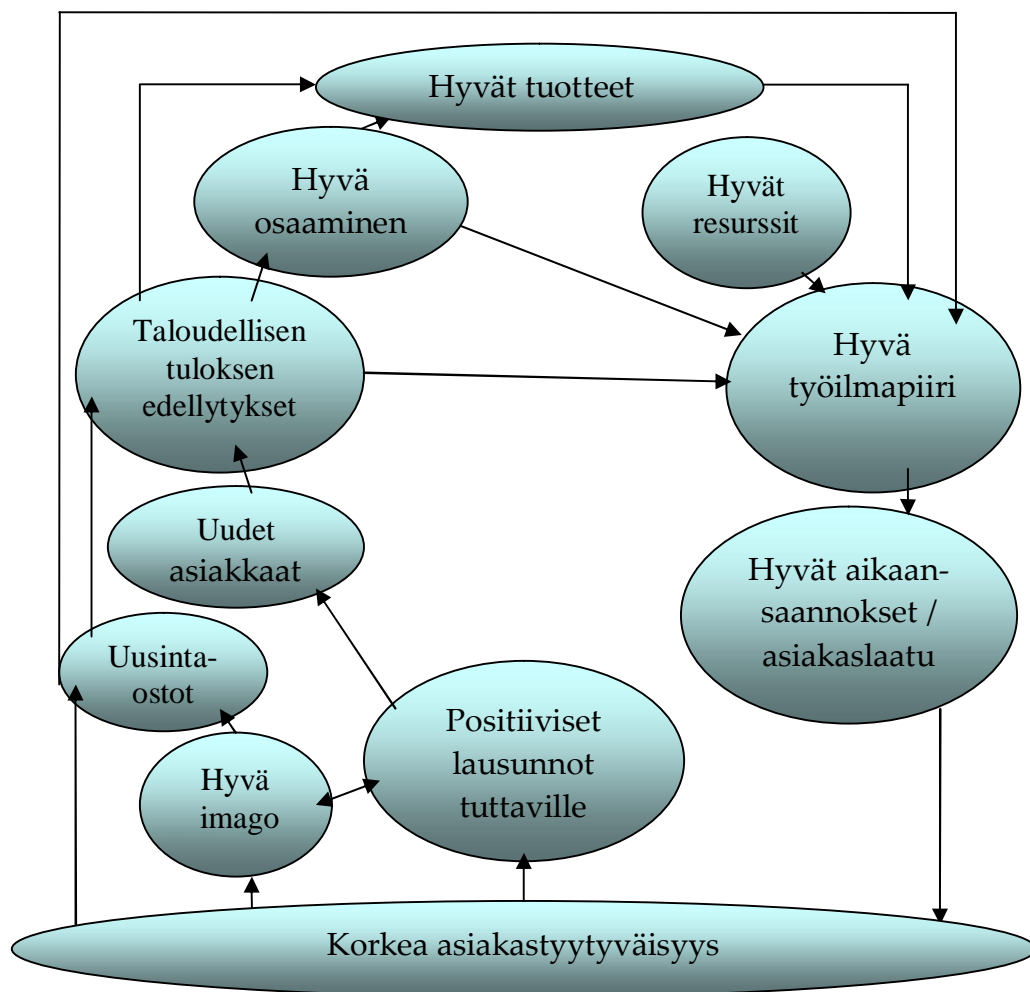 Hyvät tuotteet
Hyvä
osaaminen
Hyvät
resurssit
Taloudellisen
tuloksen
edellytykset
Hyvä
työilmapiiri
Uudet
asiakkaat
Hyvät aikaan-
saannokset /
asiakaslaatu
Uusinta-
ostot
Positiiviset
lausunnot
tuttaville
Hyvä
imago
Korkea asiakastyytyväisyys